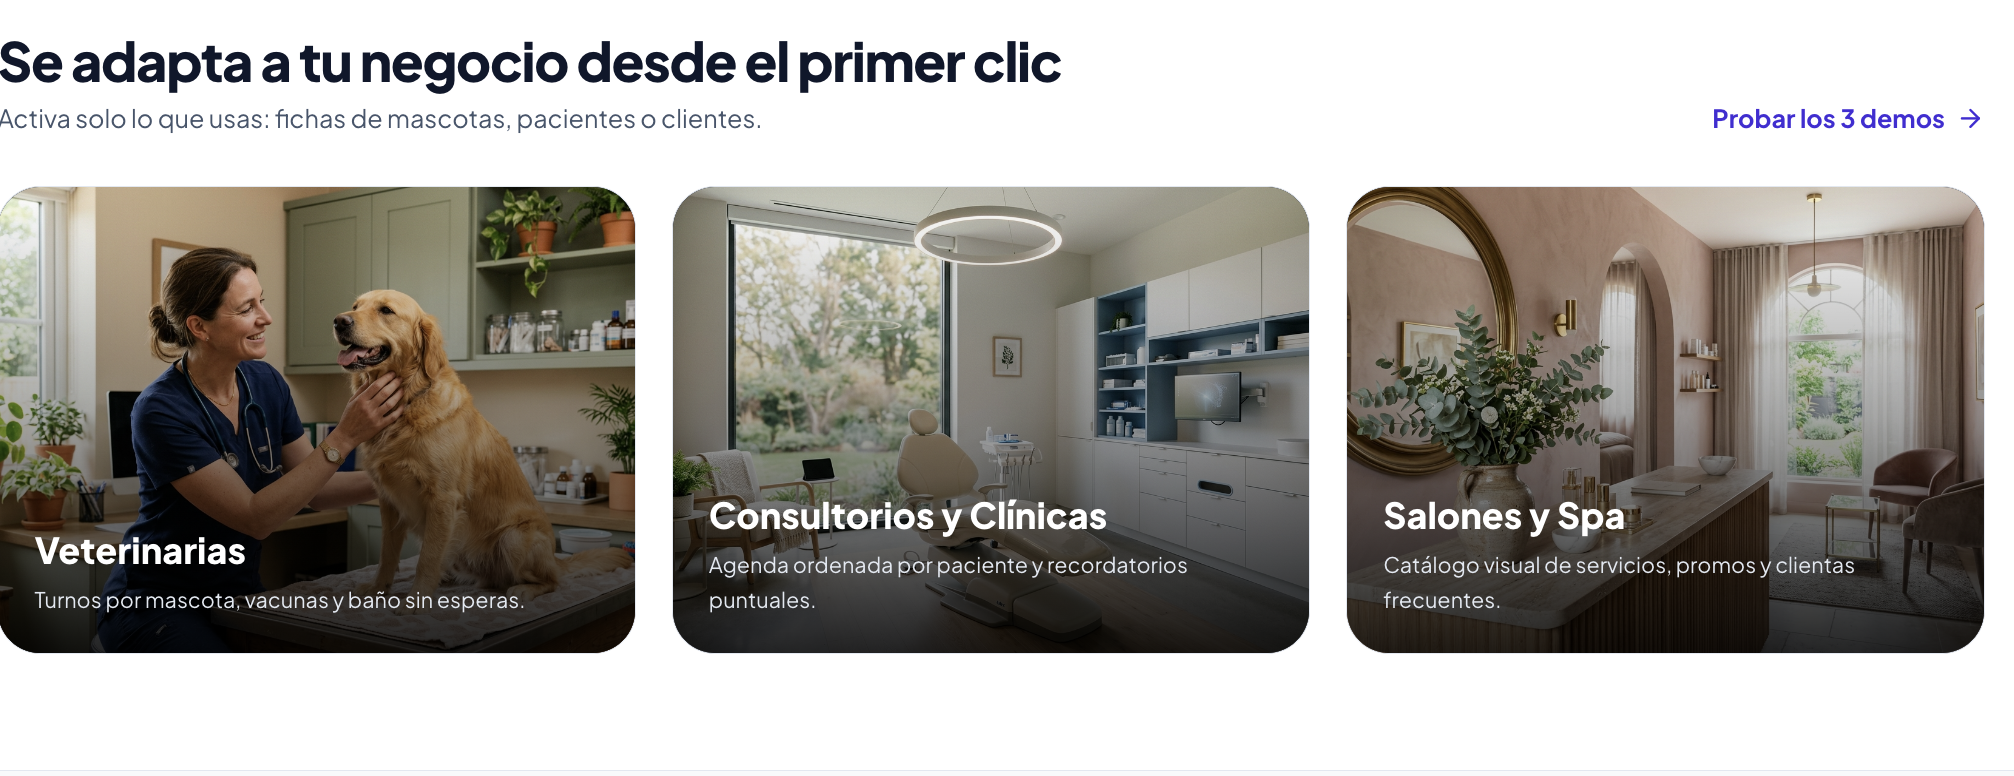 Se adapta a tu negocio desde el primer clic
Activa solo lo que usas: fichas de mascotas, pacientes o clientes.
Probar los 3 demos
Veterinarias
Turnos por mascota, vacunas y baño sin esperas.
Consultorios y Clínicas
Agenda ordenada por paciente y recordatorios
puntuales.
Salones y Spa
Catálogo visual de servicios, promos y clientas
frecuentes.